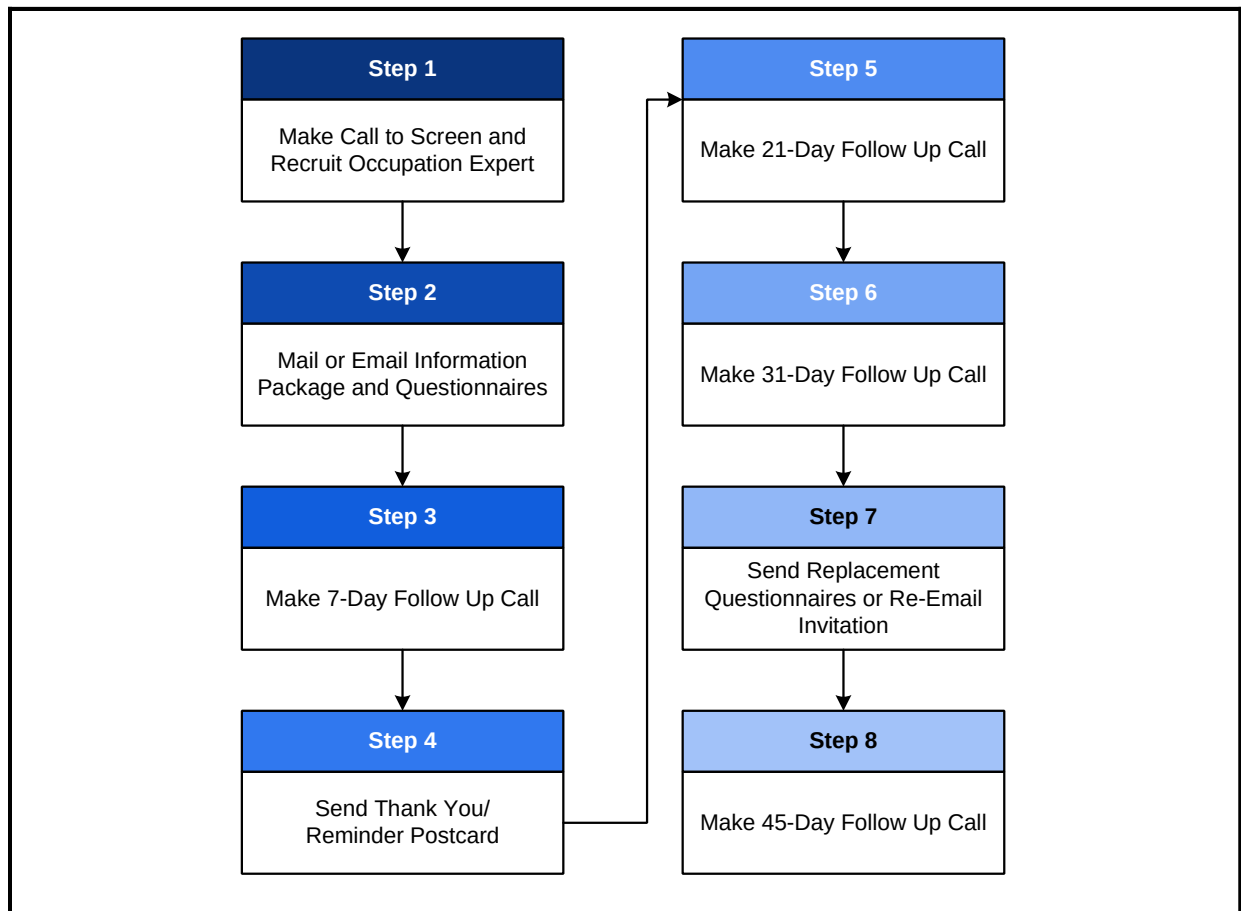 Step 1
Make Call to Screen and
Recruit Occupation Expert
Step 2
Mail or Email Information
Package and Questionnaires
Step 3
Make 7-Day Follow Up Call
Step 4
Send Thank You/
Reminder Postcard
Step 5
Make 21-Day Follow Up Call
Step 6
Make 31-Day Follow Up Call
Step 7
Send Replacement
Questionnaires or Re-Email
Invitation
Step 8
Make 45-Day Follow Up Call